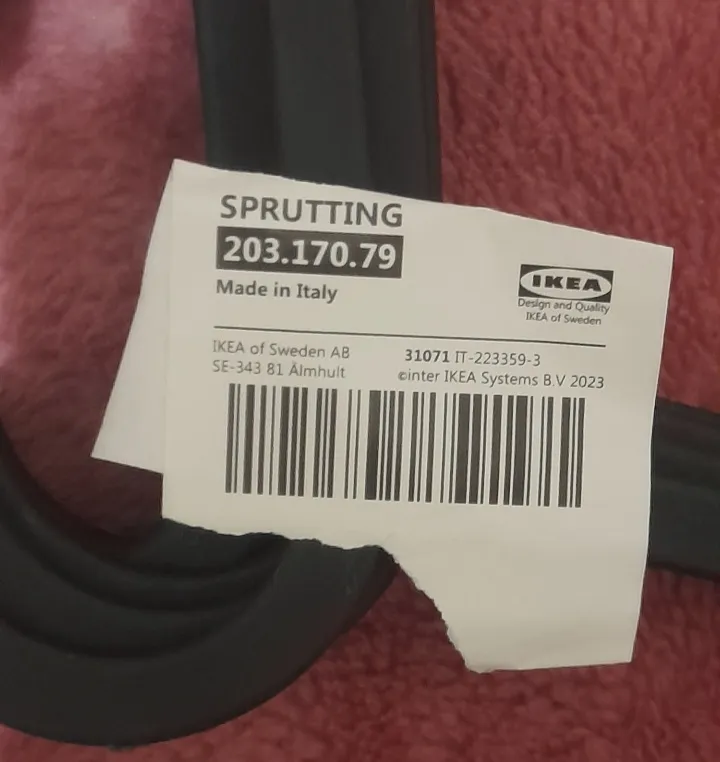 SPRUTTING
203.170.79
Made in Italy
IKEA
Design and Quality
IKEA of Sweden
IKEA of Sweden AB
SE-343 81 Älmhult
31071 IT-223359-3
©inter IKEA Systems B.V 2023